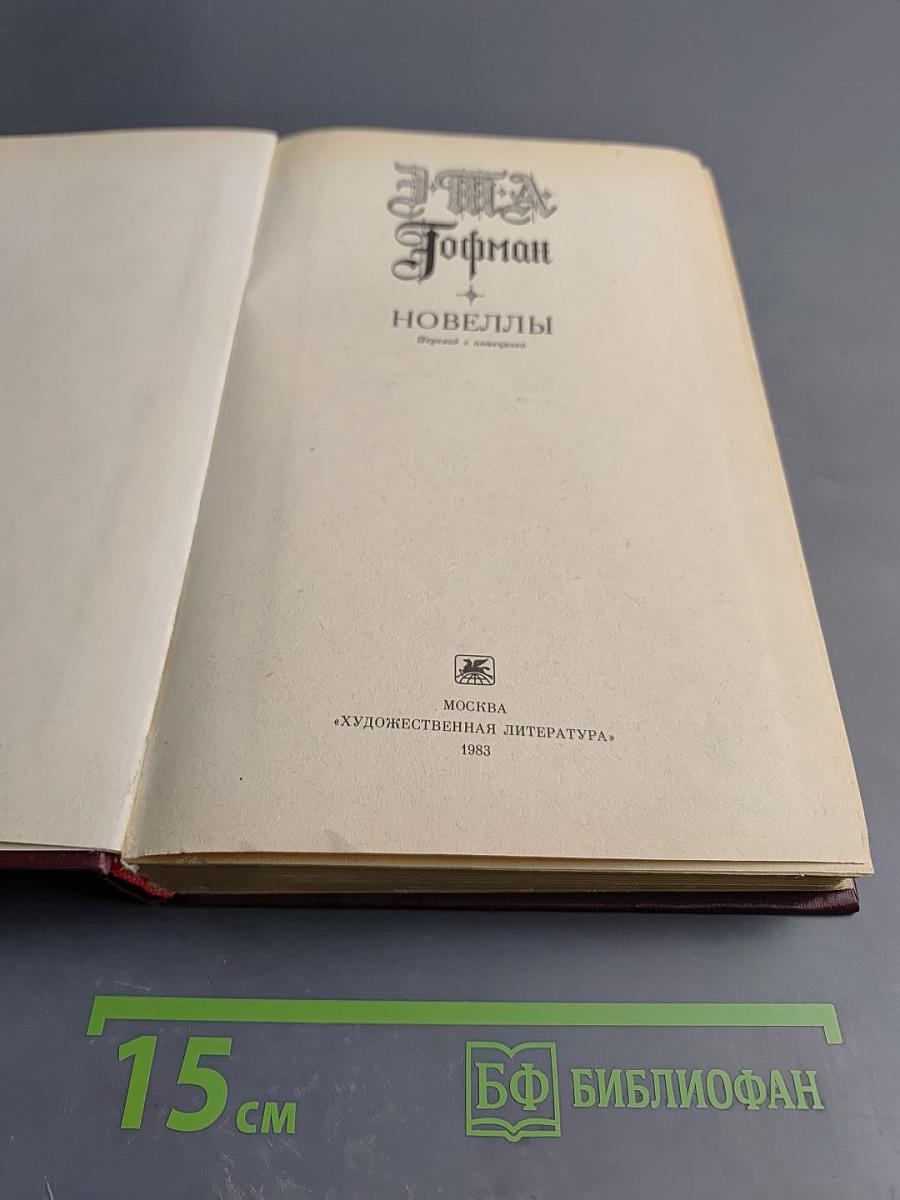 Э·Т·А·
Гофман
НОВЕЛЛЫ
Перевод с немецкого
МОСКВА
«ХУДОЖЕСТВЕННАЯ ЛИТЕРАТУРА»
1983
15 см
БФ БИБЛИОФАН